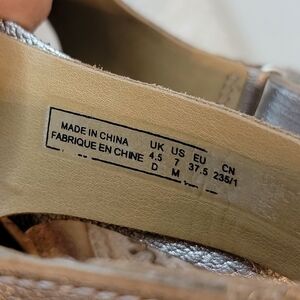 MADE IN CHINA UK US EU CN
FABRIQUE EN CHINE 4.5 7 37.5 235/1
D M